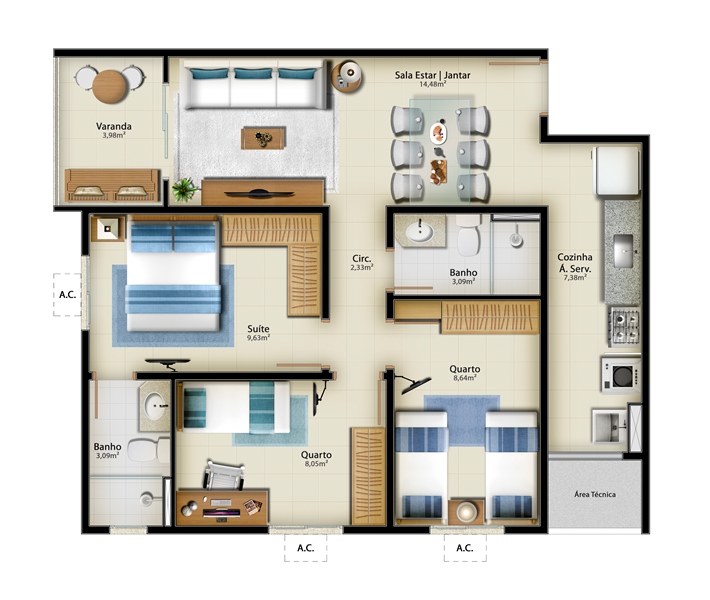 Sala Estar | Jantar
14,48m²
Varanda
3,98m²
Circ.
2,33m²
Banho
3,09m²
Cozinha
Á. Serv.
7,38m²
A.C.
Suíte
9,63m²
Quarto
8,64m²
Banho
3,09m²
Quarto
8,05m²
Área Técnica
A.C.
A.C.